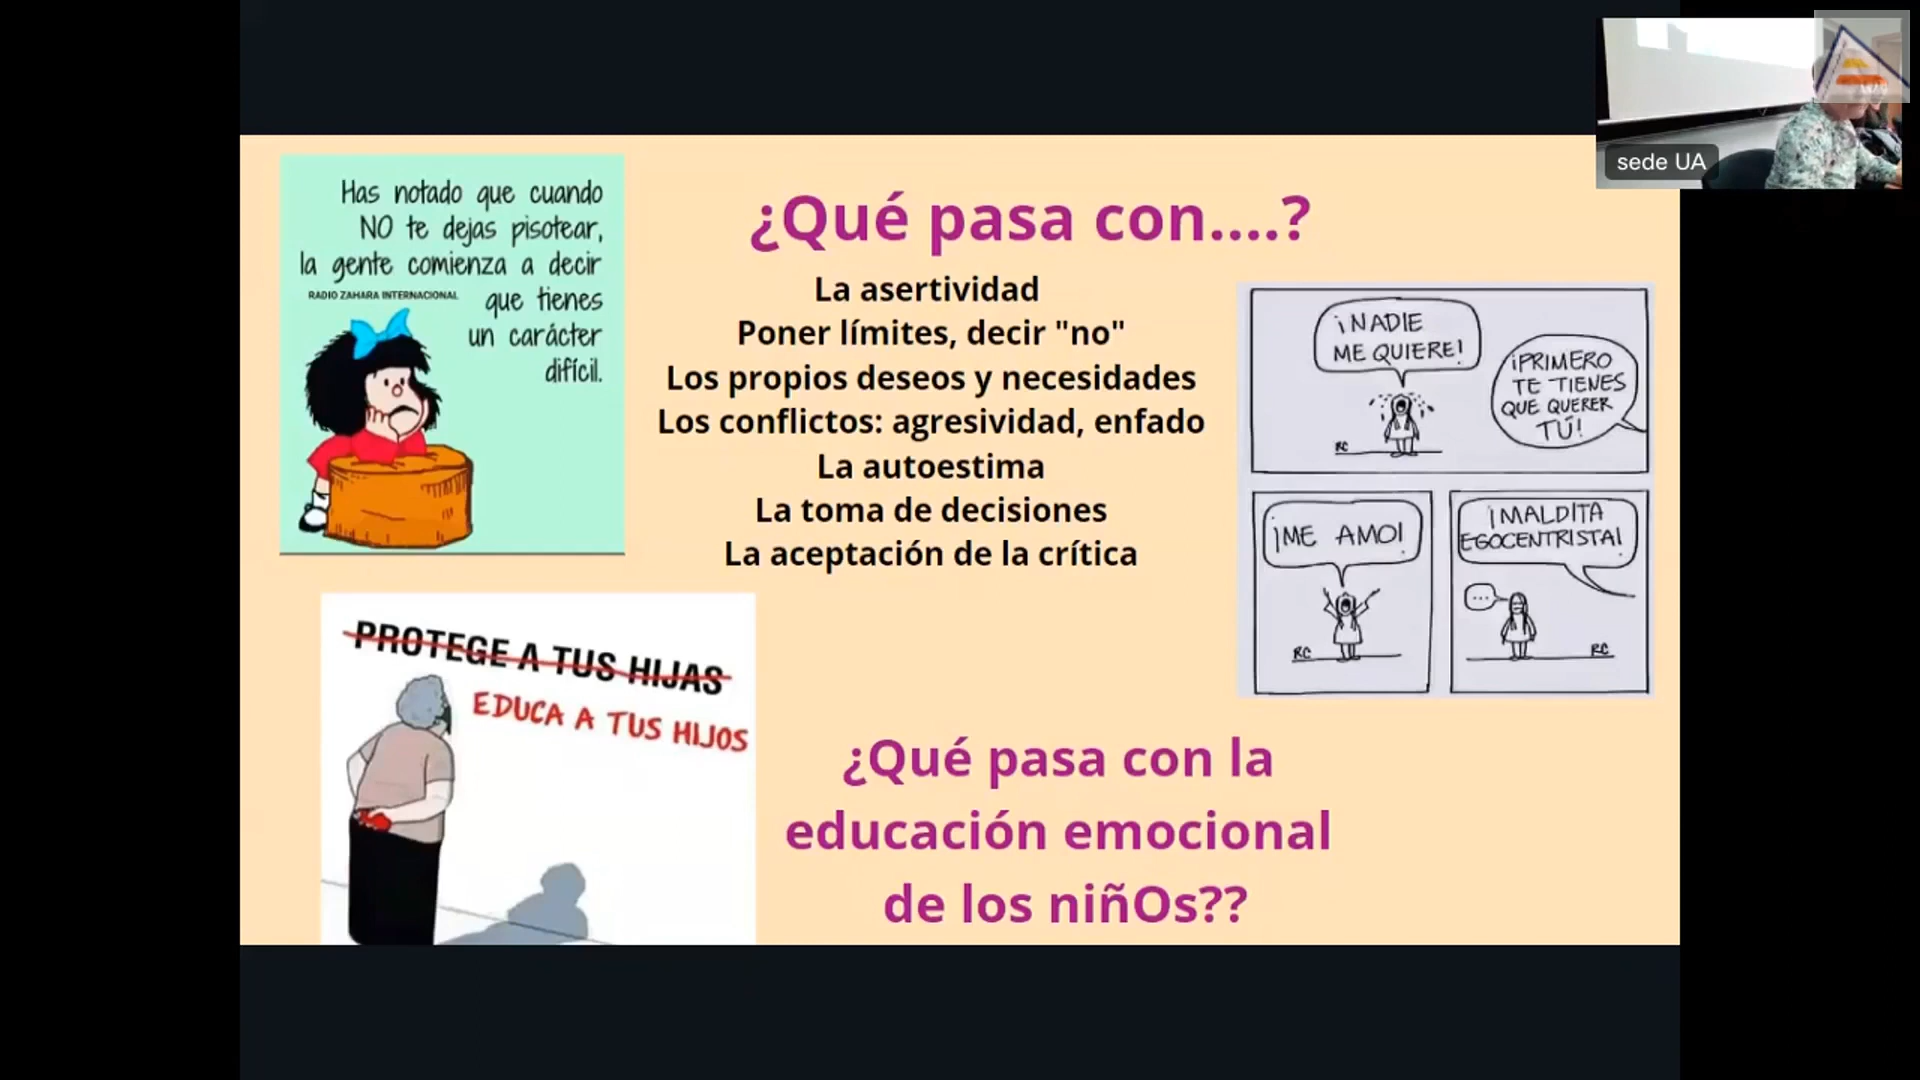 Has notado que cuando
NO te dejas pisotear,
la gente comienza a decir
RADIO ZAHARA INTERNACIONAL
que tienes
un carácter
difícil.
¿Qué pasa con....?
La asertividad
Poner límites, decir "no"
Los propios deseos y necesidades
Los conflictos: agresividad, enfado
La autoestima
La toma de decisiones
La aceptación de la crítica
¡NADIE
ME QUIERE!
¡PRIMERO
TE TIENES
QUE QUERER
TÚ!
RC
¡ME AMO!
RC
¡MALDITA
EGOCENTRISTA!
...
RC
PROTEGE A TUS HIJAS
EDUCA A TUS HIJOS
¿Qué pasa con la
educación emocional
de los niñOs??
sede UA